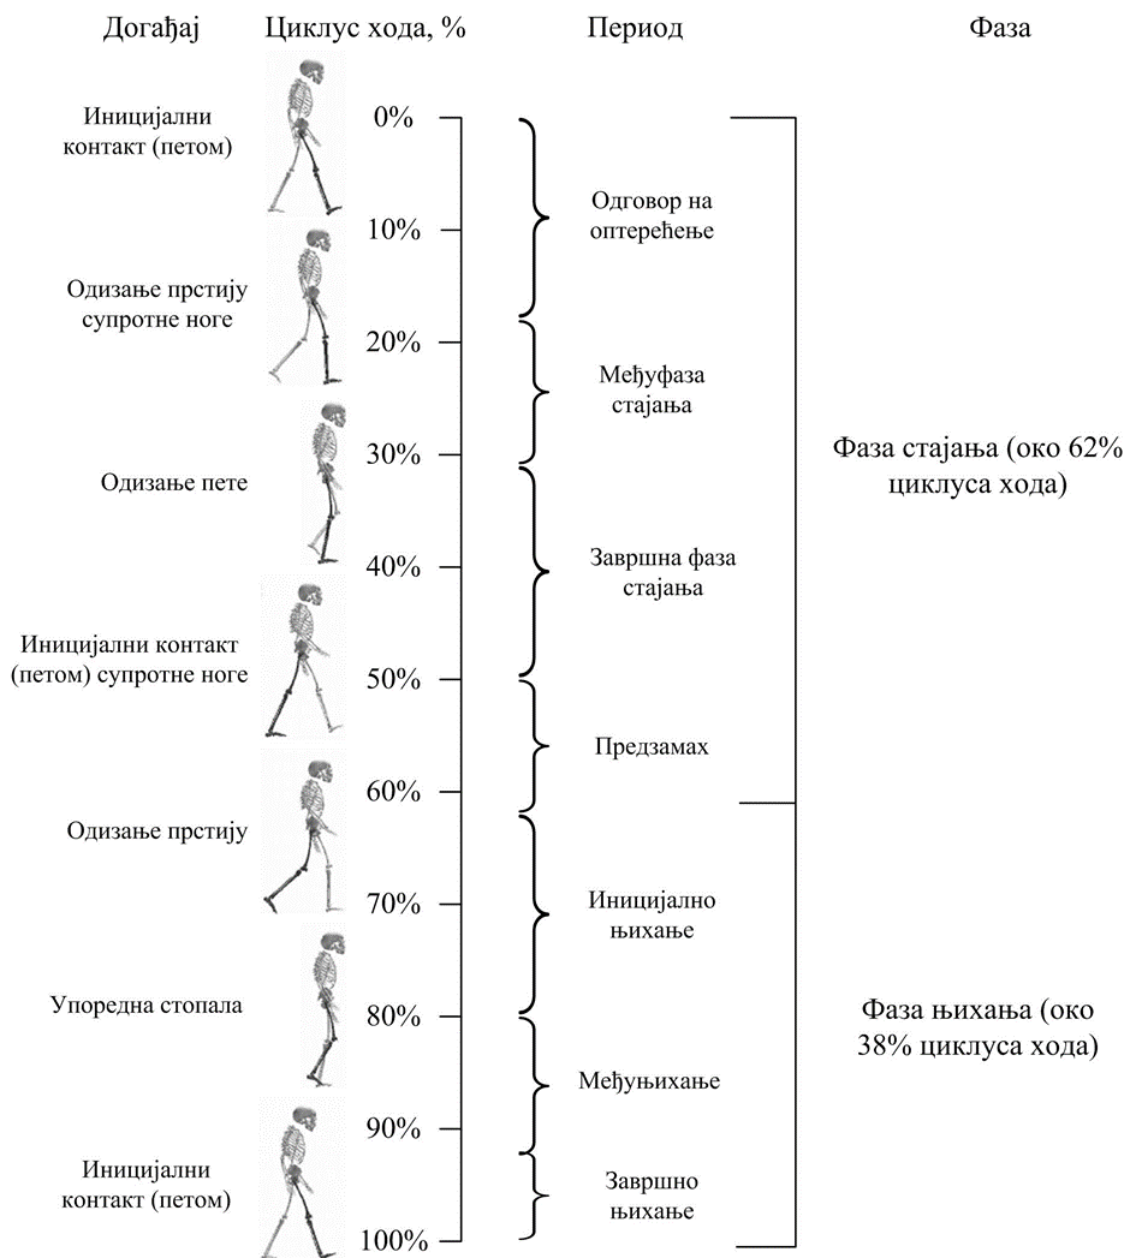 Догађај
Циклус хода, %
Период
Фаза
Иницијални
контакт (петом)
Одизање прстију
супротне ноге
Одизање пете
Иницијални контакт
(петом) супротне ноге
Одизање прстију
Упоредна стопала
Иницијални
контакт (петом)
0%
10%
20%
30%
40%
50%
60%
70%
80%
90%
100%
Одговор на
оптерећење
Међуфаза
стајања
Завршна фаза
стајања
Предзамах
Иницијално
њихање
Међуњихање
Завршно
њихање
Фаза стајања (око 62%
циклуса хода)
Фаза њихања (око
38% циклуса хода)